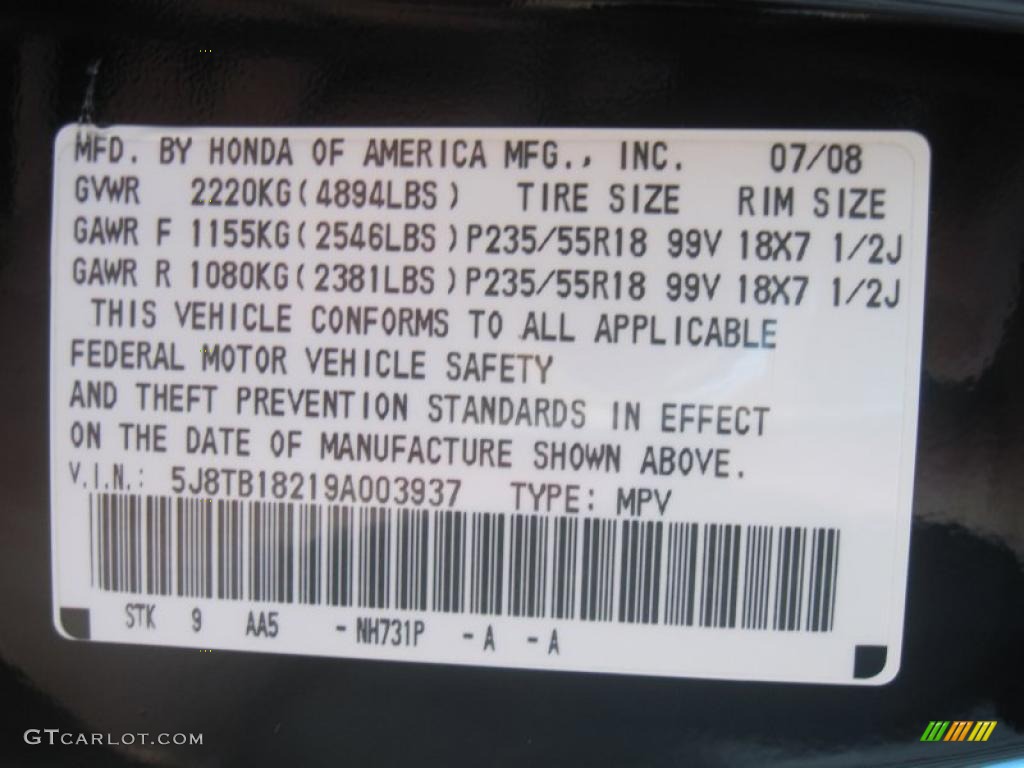 MFD. BY HONDA OF AMERICA MFG., INC. 07/08
GVWR 2220KG(4894LBS) TIRE SIZE RIM SIZE
GAWR F 1155KG(2546LBS)P235/55R18 99V 18X7 1/2J
GAWR R 1080KG(2381LBS)P235/55R18 99V 18X7 1/2J
THIS VEHICLE CONFORMS TO ALL APPLICABLE
FEDERAL MOTOR VEHICLE SAFETY
AND THEFT PREVENTION STANDARDS IN EFFECT
ON THE DATE OF MANUFACTURE SHOWN ABOVE.
V.I.N.: 5J8TB18219A003937 TYPE: MPV
STK 9 AA5 -NH731P -A -A
GTCARLOT.COM